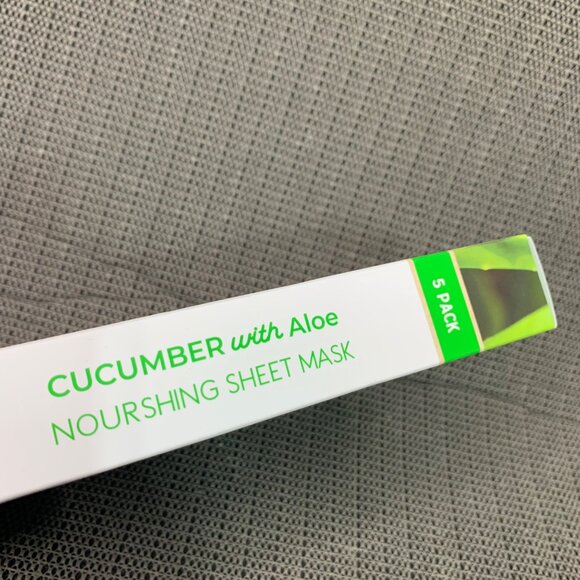 CUCUMBER with Aloe
NOURSHING SHEET MASK
5 PACK